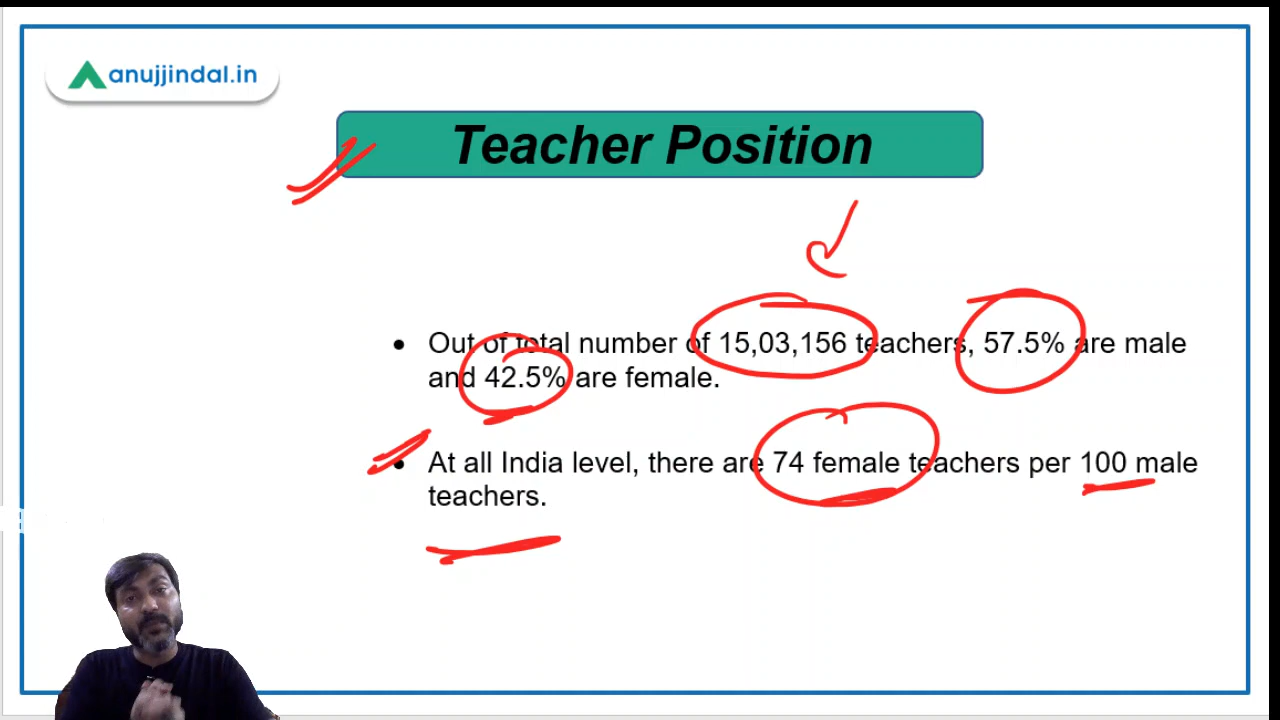 anujjindal.in
Teacher Position
• Out of total number of 15,03,156 teachers, 57.5% are male
and 42.5% are female.
• At all India level, there are 74 female teachers per 100 male
teachers.